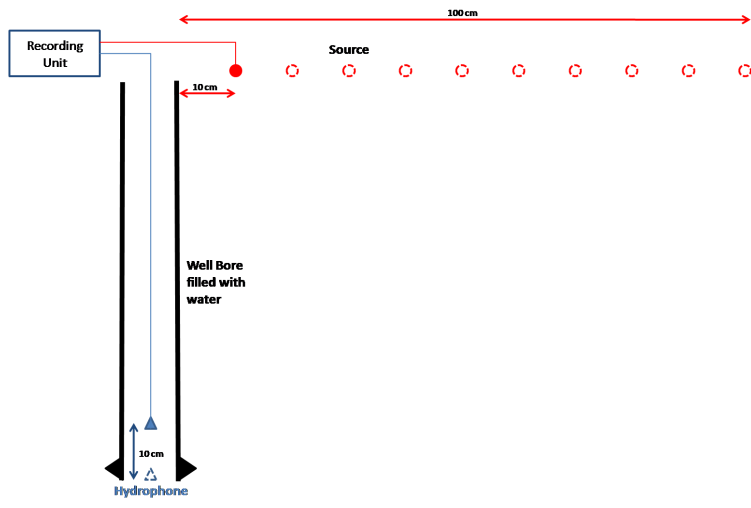 100 cm
Recording
Unit
Source
10 cm
Well Bore
filled with
water
10 cm
Hydrophone